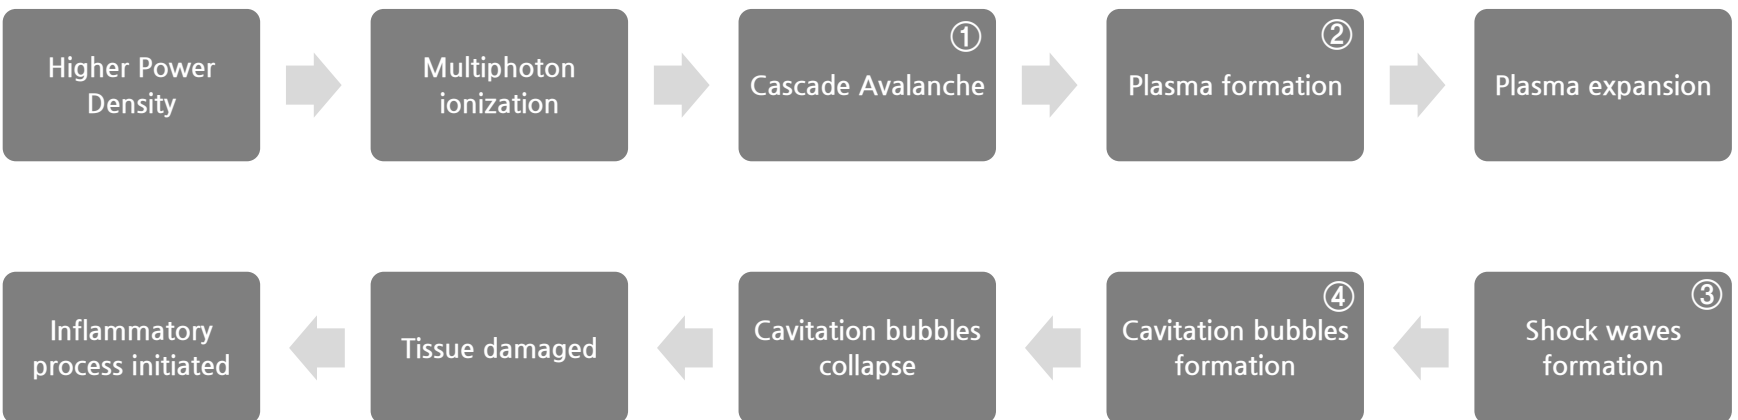 Higher Power
Density
Multiphoton
ionization
①
Cascade Avalanche
②
Plasma formation
Plasma expansion
③
Shock waves
formation
④
Cavitation bubbles
formation
Cavitation bubbles
collapse
Tissue damaged
Inflammatory
process initiated